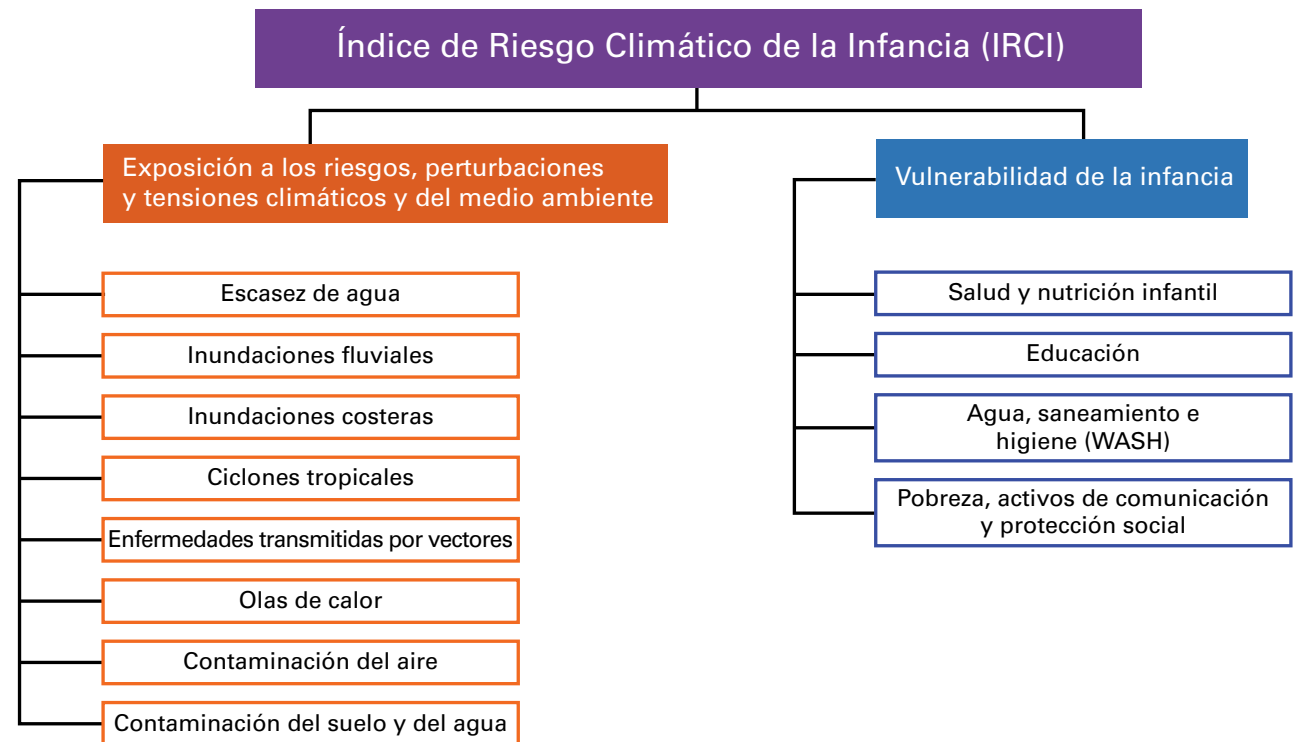 Índice de Riesgo Climático de la Infancia (IRCI)
Exposición a los riesgos, perturbaciones
y tensiones climáticos y del medio ambiente
Escasez de agua
Inundaciones fluviales
Inundaciones costeras
Ciclones tropicales
Enfermedades transmitidas por vectores
Olas de calor
Contaminación del aire
Contaminación del suelo y del agua
Vulnerabilidad de la infancia
Salud y nutrición infantil
Educación
Agua, saneamiento e
higiene (WASH)
Pobreza, activos de comunicación
y protección social